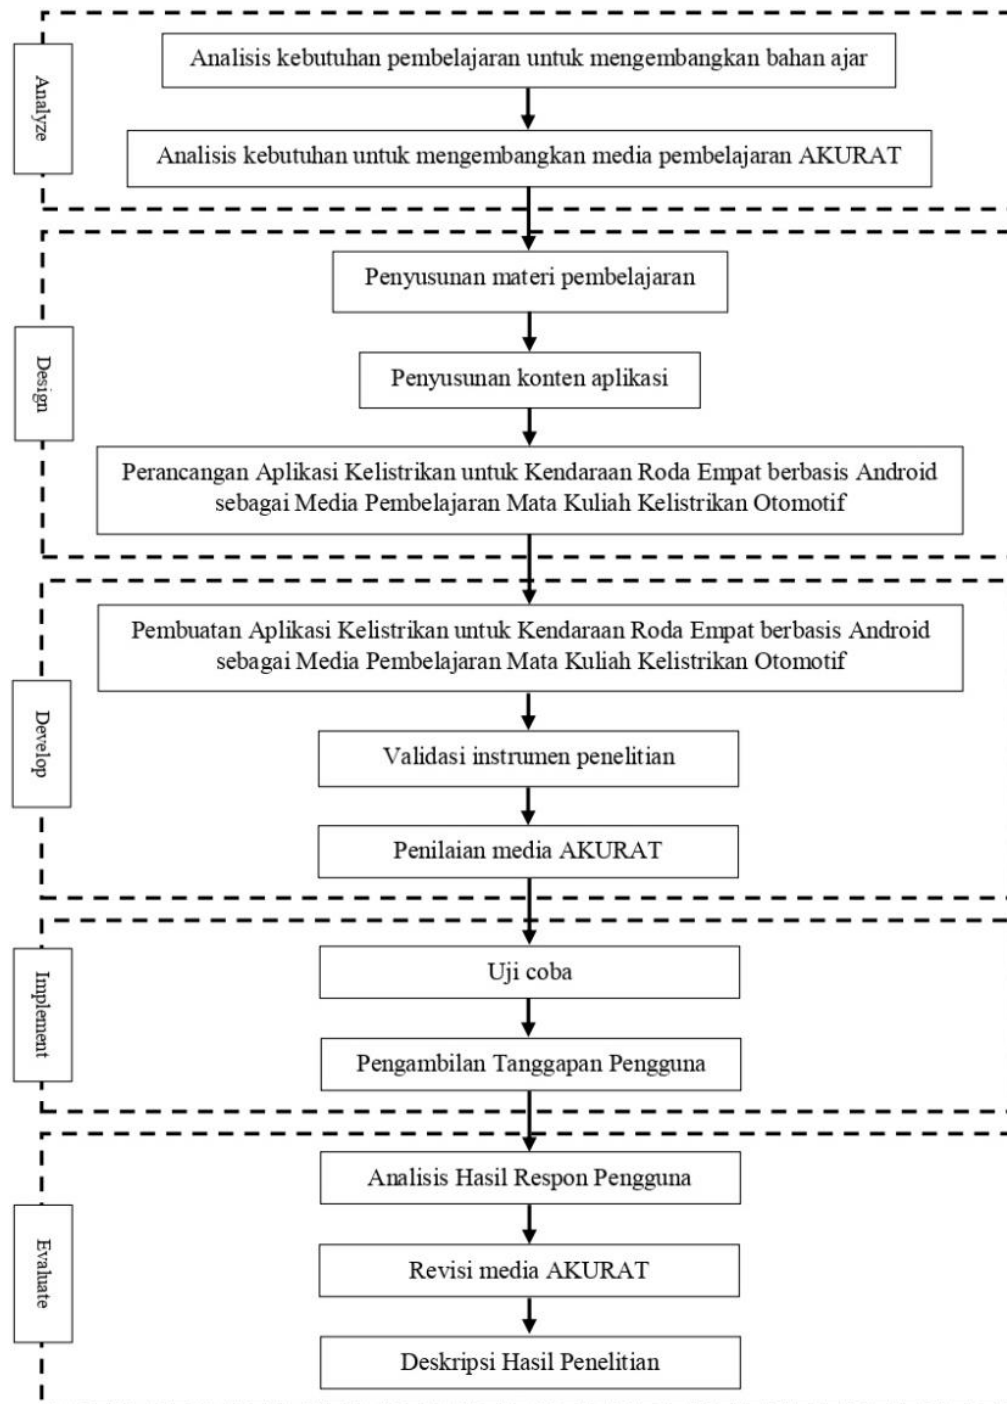 Analyze
Analisis kebutuhan pembelajaran untuk mengembangkan bahan ajar
Analisis kebutuhan untuk mengembangkan media pembelajaran AKURAT
Design
Penyusunan materi pembelajaran
Penyusunan konten aplikasi
Perancangan Aplikasi Kelistrikan untuk Kendaraan Roda Empat berbasis Android
sebagai Media Pembelajaran Mata Kuliah Kelistrikan Otomotif
Develop
Pembuatan Aplikasi Kelistrikan untuk Kendaraan Roda Empat berbasis Android
sebagai Media Pembelajaran Mata Kuliah Kelistrikan Otomotif
Validasi instrumen penelitian
Penilaian media AKURAT
Implement
Uji coba
Pengambilan Tanggapan Pengguna
Evaluate
Analisis Hasil Respon Pengguna
Revisi media AKURAT
Deskripsi Hasil Penelitian